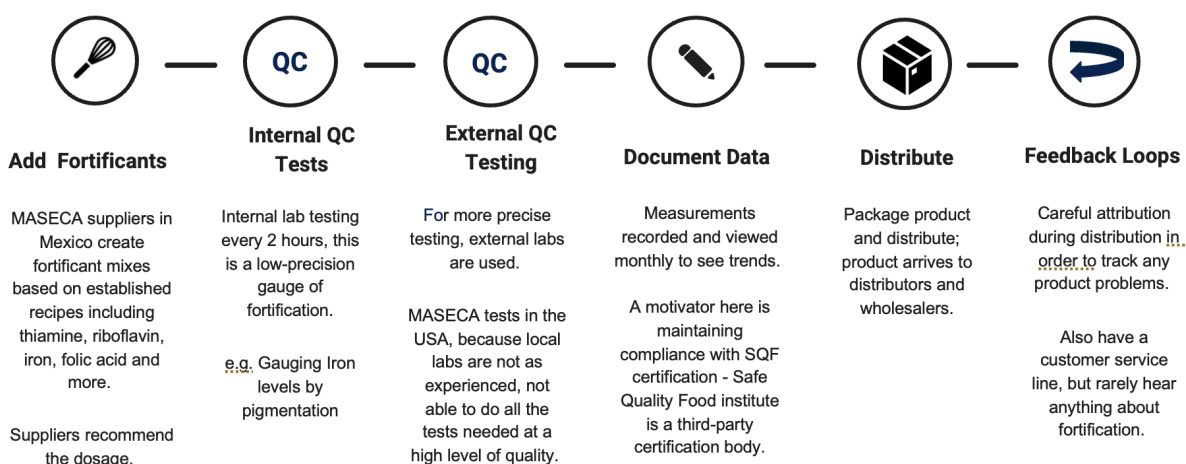 QC
QC
Add Fortificants
MASECA suppliers in
Mexico create
fortificant mixes
based on established
recipes including
thiamine, riboflavin,
iron, folic acid and
more.
Suppliers recommend
the dosage.
Internal QC
Tests
Internal lab testing
every 2 hours, this
is a low-precision
gauge of
fortification.
e.g. Gauging Iron
levels by
pigmentation
External QC
Testing
For more precise
testing, external labs
are used.
MASECA tests in the
USA, because local
labs are not as
experienced, not
able to do all the
tests needed at a
high level of quality.
Document Data
Measurements
recorded and viewed
monthly to see trends.
A motivator here is
maintaining
compliance with SQF
certification - Safe
Quality Food institute
is a third-party
certification body.
Distribute
Package product
and distribute;
product arrives to
distributors and
wholesalers.
Feedback Loops
Careful attribution
during distribution in
order to track any
product problems.
Also have a
customer service
line, but rarely hear
anything about
fortification.